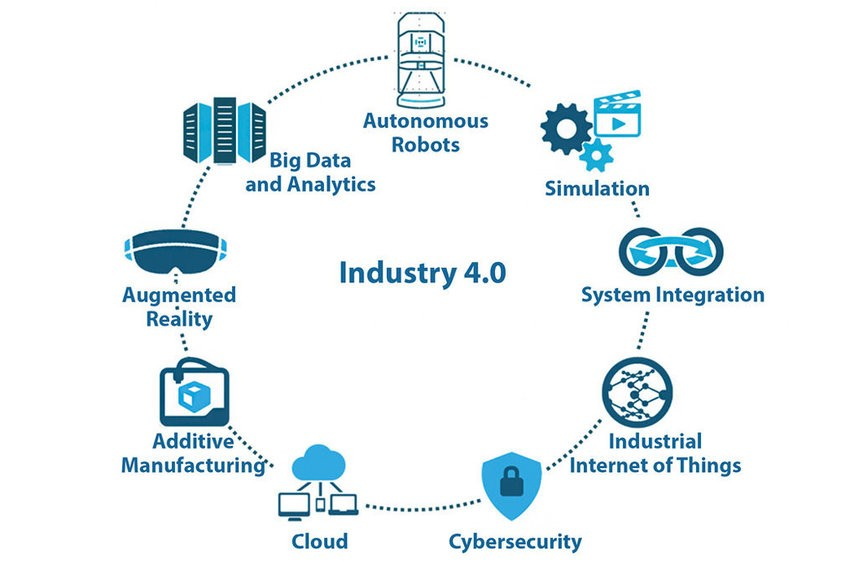 Autonomous
Robots
Simulation
System Integration
Industrial
Internet of Things
Cybersecurity
Cloud
Additive
Manufacturing
Augmented
Reality
Big Data
and Analytics
Industry 4.0